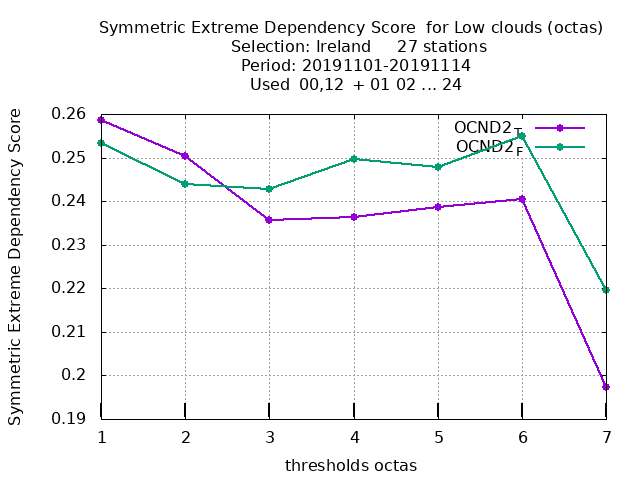 Symmetric Extreme Dependency Score for Low clouds (octas)
Selection: Ireland 27 stations
Period: 20191101-20191114
Used 00,12 + 01 02 ... 24
Symmetric Extreme Dependency Score
0.26
0.25
0.24
0.23
0.22
0.21
0.2
0.19
OCND2_T
OCND2_F
1 2 3 4 5 6 7
thresholds octas